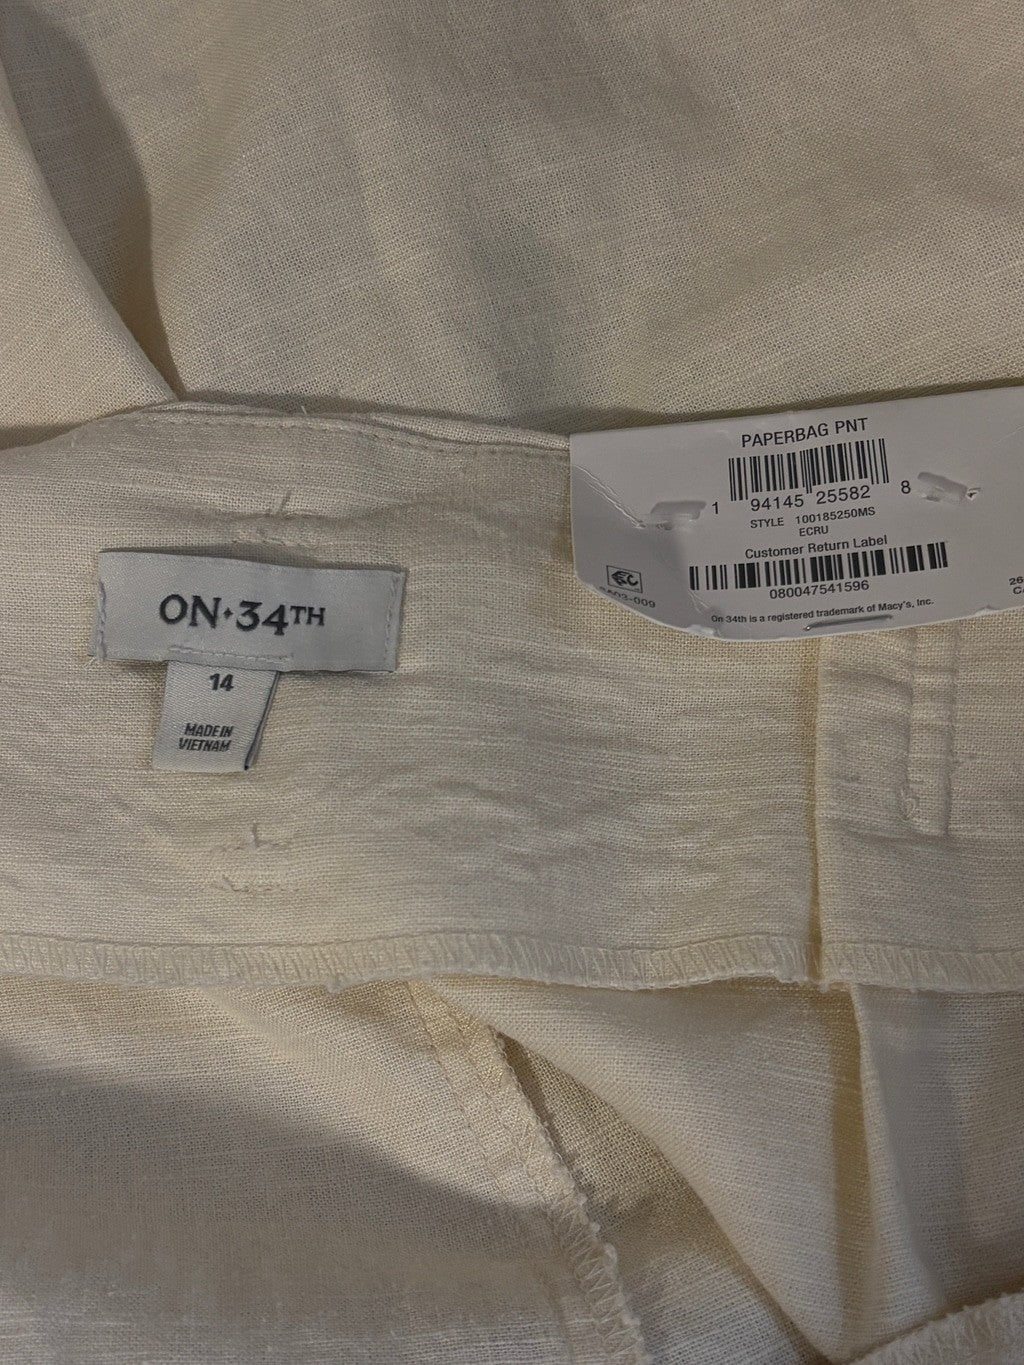 PAPERBAG PNT
1 94145 25582 8
STYLE 100185250MS
ECRU
Customer Return Label
080047541596
On 34th is a registered trademark of Macy's, Inc.
ON·34TH
14
MADE IN
VIETNAM